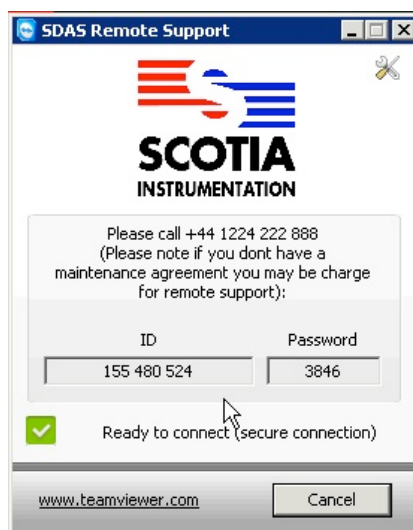 SDAS Remote Support
SCOTIA
INSTRUMENTATION
Please call +44 1224 222 888
(Please note if you dont have a
maintenance agreement you may be charge
for remote support):
ID
Password
155 480 524
3846
Ready to connect (secure connection)
www.teamviewer.com
Cancel